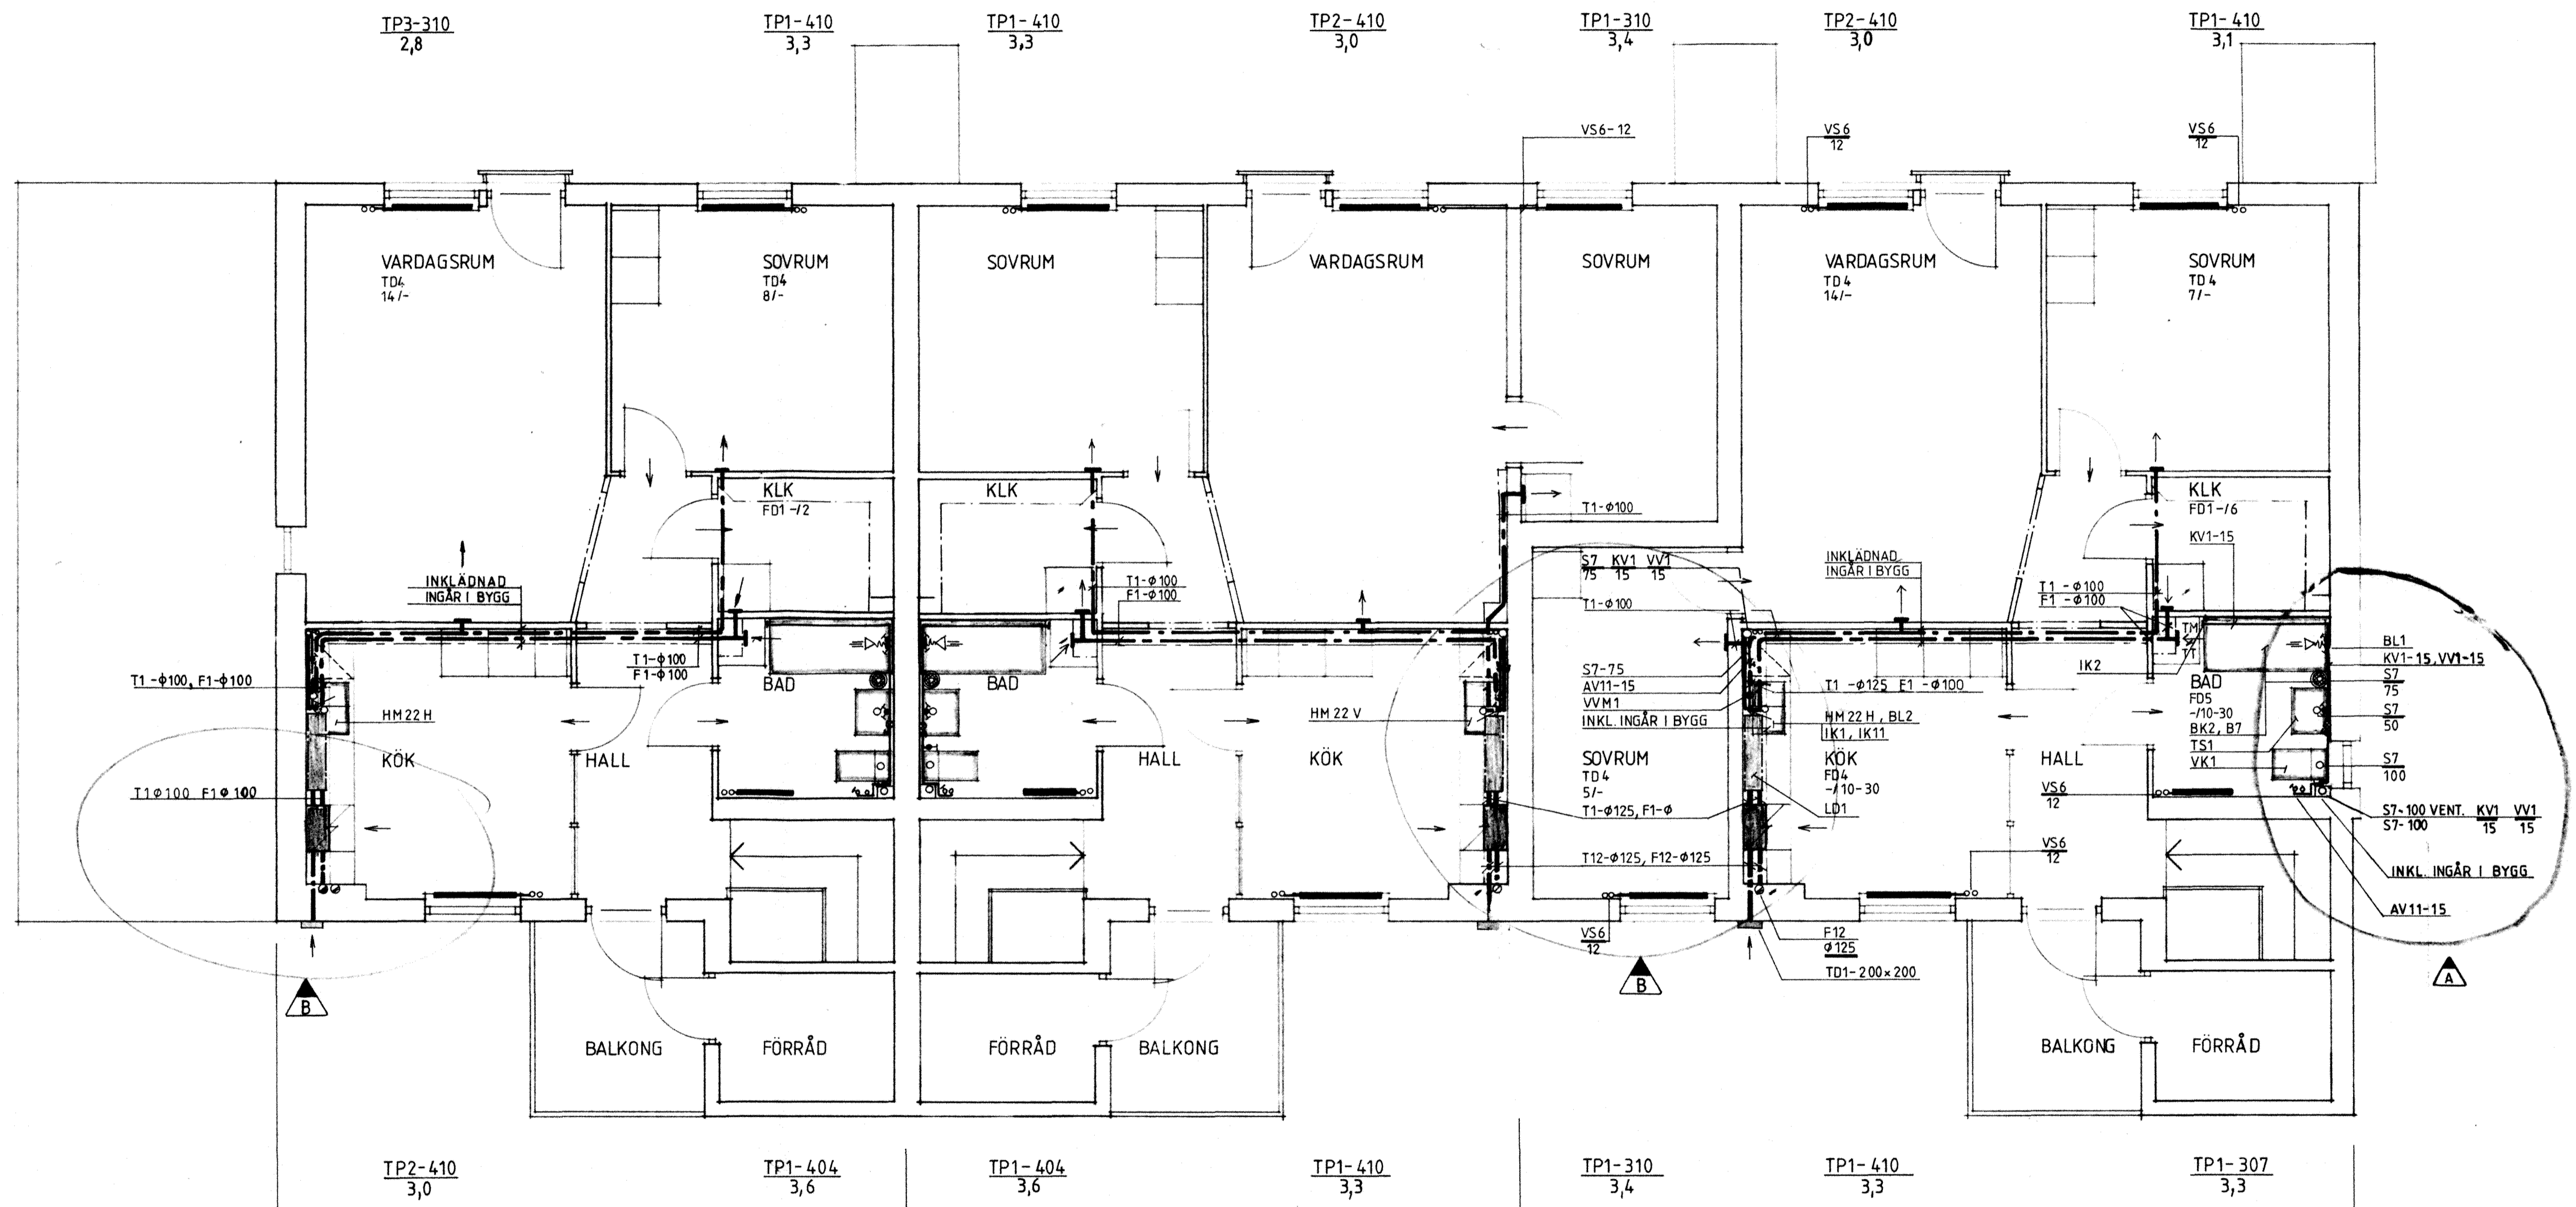 TP3-310
2,8
TP1-410
3,3
TP1-410
3,3
TP2-410
3,0
TP1-310
3,4
TP2-410
3,0
TP1-410
3,1
VS6-12
VS6
12
VS6
12
VARDAGSRUM
TD4
14/-
SOVRUM
TD4
8/-
SOVRUM
VARDAGSRUM
SOVRUM
VARDAGSRUM
TD4
14/-
SOVRUM
TD4
7/-
KLK
FD1-/2
KLK
T1-ϕ100
KLK
FD1-/6
KV1-15
INKLÄDNAD
INGÅR I BYGG
T1-ϕ100
F1-ϕ100
S7 KV1 VV1
75 15 15
T1-ϕ100
INKLÄDNAD
INGÅR I BYGG
T1-ϕ100
F1-ϕ100
TM
T1
IK2
BL1
KV1-15, VV1-15
S7
75
S7
50
S7
100
T1-ϕ100, F1-ϕ100
HM22H
T1-ϕ100
F1-ϕ100
BAD
BAD
HM 22 V
S7-75
AV11-15
VVM1
INKL. INGÅR I BYGG
T1-ϕ125 F1-ϕ100
HM22H, BL2
IK1, IK11
BAD
FD5
-/10-30
BK2, B7
TS1
VK1
KÖK
HALL
HALL
KÖK
SOVRUM
TD4
5/-
KÖK
FD4
-/10-30
LD1
HALL
T1ϕ100 F1ϕ100
T1-ϕ125, F1-ϕ
VS6
12
S7-100 VENT. KV1 VV1
S7-100 15 15
T12-ϕ125, F12-ϕ125
VS6
12
INKL. INGÅR I BYGG
AV11-15
VS6
12
F12
ϕ125
TD1-200×200
B
B
A
BALKONG
FÖRRÅD
FÖRRÅD
BALKONG
BALKONG
FÖRRÅD
TP2-410
3,0
TP1-404
3,6
TP1-404
3,6
TP1-410
3,3
TP1-310
3,4
TP1-410
3,3
TP1-307
3,3